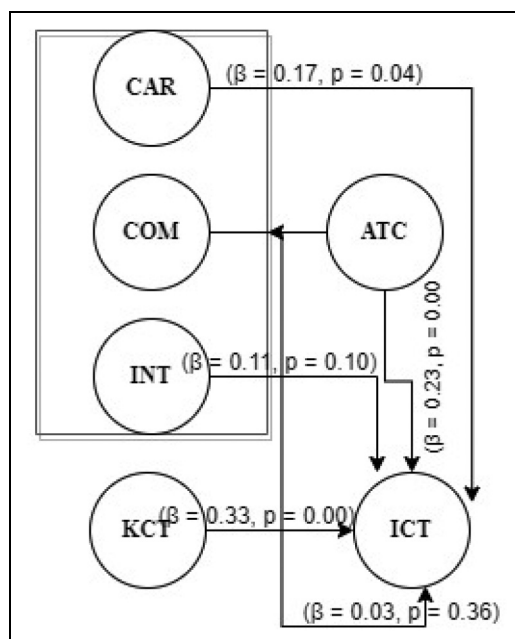 (β = 0.17, p = 0.04)
CAR
COM
ATC
(β = 0.11, p = 0.10)
INT
(β = 0.23, p = 0.00
(β = 0.33, p = 0.00)
KCT
ICT
(β = 0.03, p = 0.36)